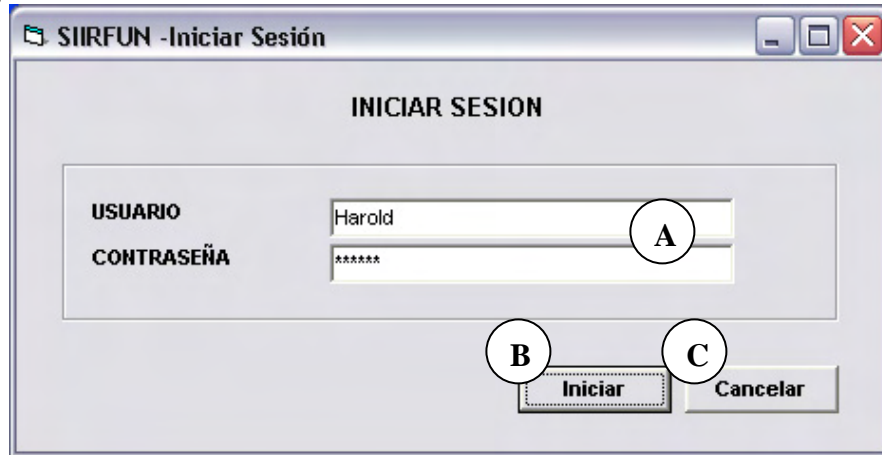 SIIRFUN -Iniciar Sesión
INICIAR SESION
USUARIO Harold
A
CONTRASEÑA ******
B
C
Iniciar Cancelar